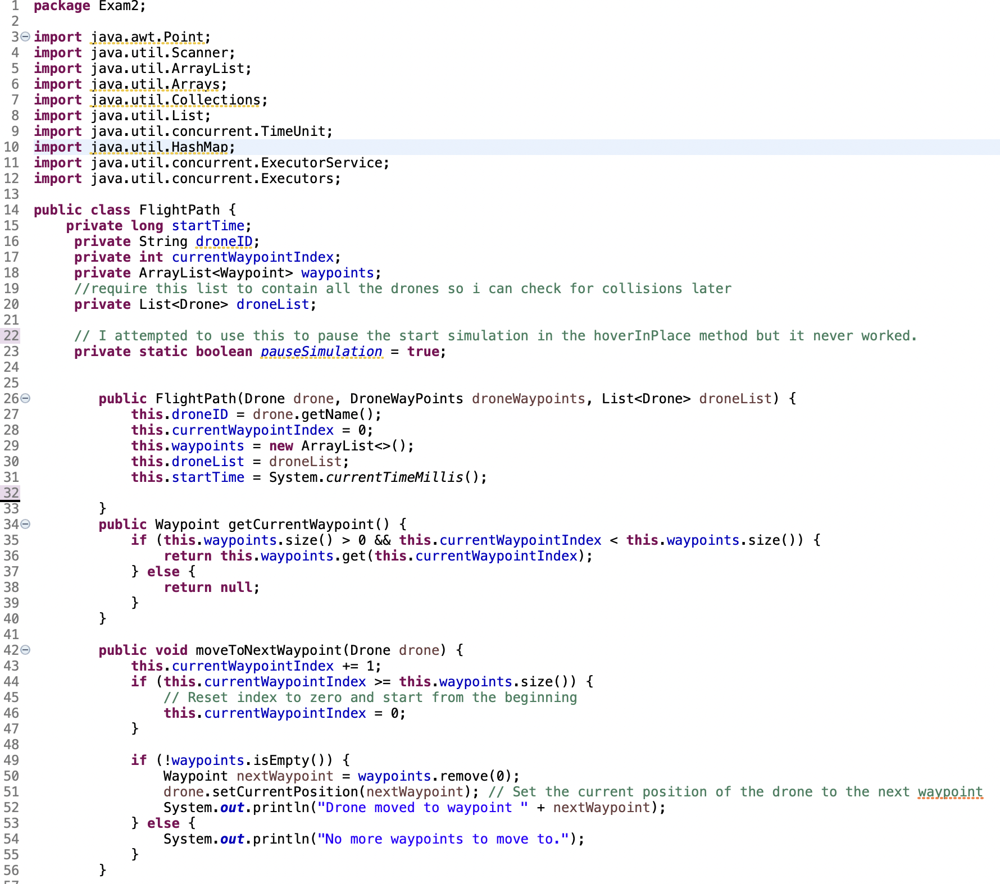 1 package Exam2;
2
3 import java.awt.Point;
4 import java.util.Scanner;
5 import java.util.ArrayList;
6 import java.util.Arrays;
7 import java.util.Collections;
8 import java.util.List;
9 import java.util.concurrent.TimeUnit;
10 import java.util.HashMap;
11 import java.util.concurrent.ExecutorService;
12 import java.util.concurrent.Executors;
13
14 public class FlightPath {
15     private long startTime;
16      private String droneID;
17      private int currentWaypointIndex;
18      private ArrayList<Waypoint> waypoints;
19      //require this list to contain all the drones so i can check for collisions later
20      private List<Drone> droneList;
21
22      // I attempted to use this to pause the start simulation in the hoverInPlace method but it never worked.
23      private static boolean pauseSimulation = true;
24
25
26         public FlightPath(Drone drone, DroneWayPoints droneWaypoints, List<Drone> droneList) {
27             this.droneID = drone.getName();
28             this.currentWaypointIndex = 0;
29             this.waypoints = new ArrayList<>();
30             this.droneList = droneList;
31             this.startTime = System.currentTimeMillis();
32
33         }
34         public Waypoint getCurrentWaypoint() {
35             if (this.waypoints.size() > 0 && this.currentWaypointIndex < this.waypoints.size()) {
36                 return this.waypoints.get(this.currentWaypointIndex);
37             } else {
38                 return null;
39             }
40         }
41
42         public void moveToNextWaypoint(Drone drone) {
43             this.currentWaypointIndex += 1;
44             if (this.currentWaypointIndex >= this.waypoints.size()) {
45                 // Reset index to zero and start from the beginning
46                 this.currentWaypointIndex = 0;
47             }
48
49             if (!waypoints.isEmpty()) {
50                 Waypoint nextWaypoint = waypoints.remove(0);
51                 drone.setCurrentPosition(nextWaypoint); // Set the current position of the drone to the next waypoint
52                 System.out.println("Drone moved to waypoint " + nextWaypoint);
53             } else {
54                 System.out.println("No more waypoints to move to.");
55             }
56         }
57